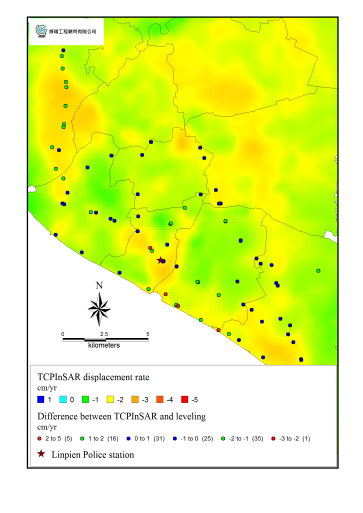 N
0 2.5 5
kilometers
TCPInSAR displacement rate
cm/yr
1 0 -1 -2 -3 -4 -5
Difference between TCPInSAR and leveling
cm/yr
2 to 5 (5) 1 to 2 (16) 0 to 1 (31) -1 to 0 (25) -2 to -1 (35) -3 to -2 (1)
Linpien Police station